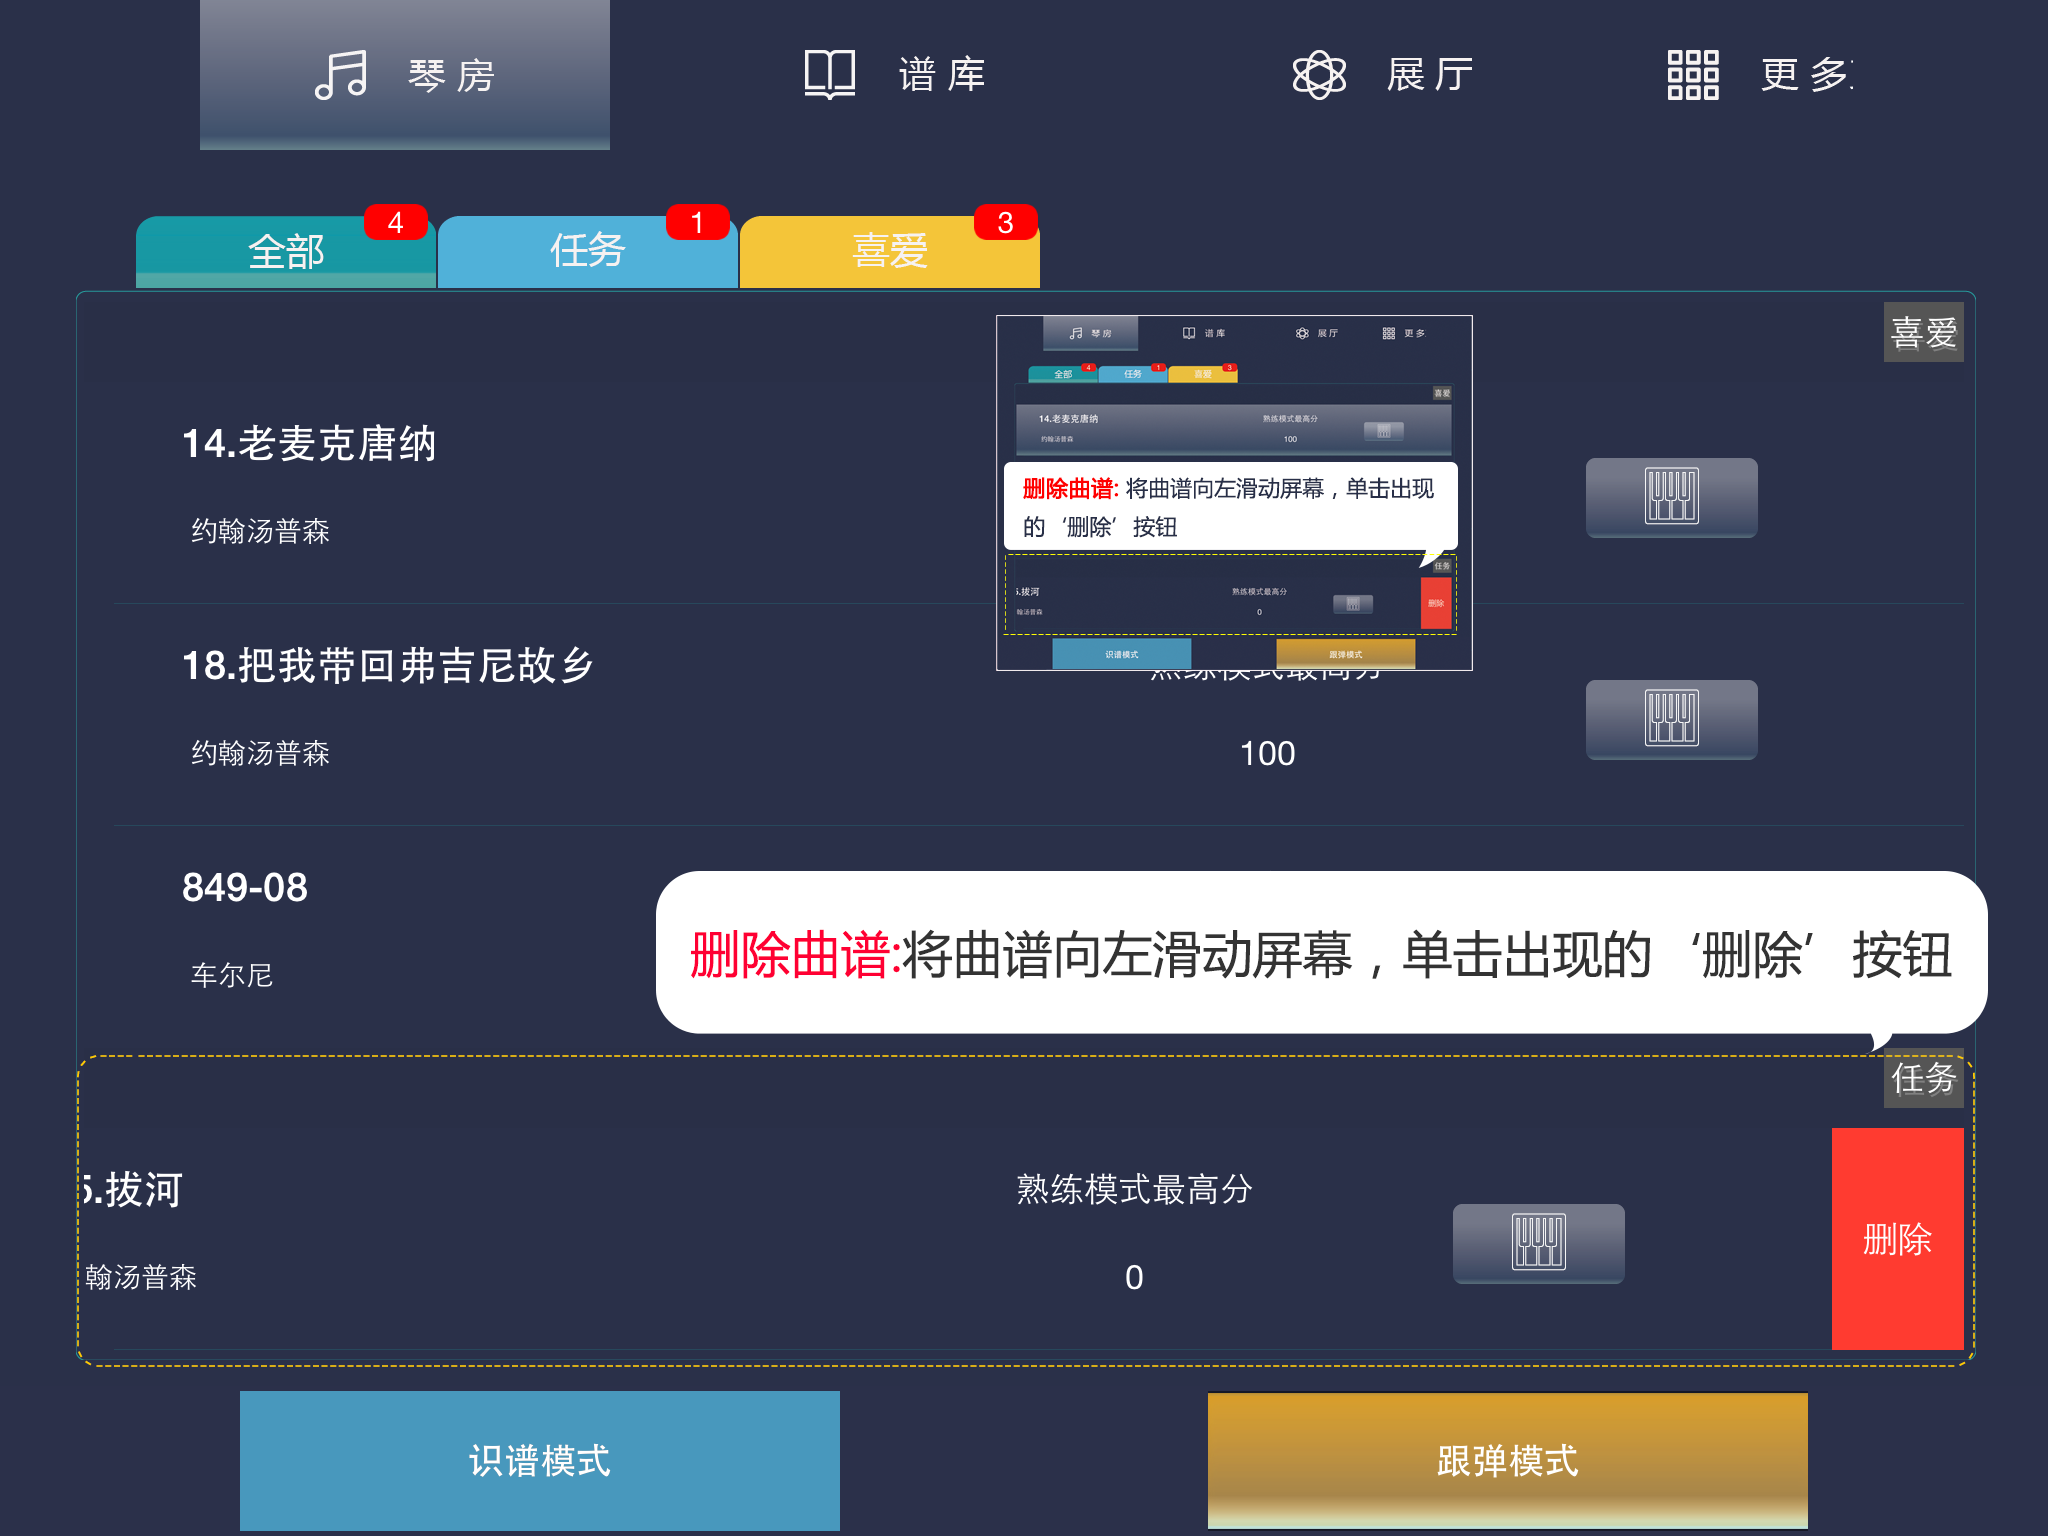 琴房
谱库
展厅
更多
全部
4
任务
1
喜爱
3
喜爱
14.老麦克唐纳
约翰汤普森
琴房
谱库
展厅
更多
全部
4
任务
1
喜爱
3
喜爱
14.老麦克唐纳
熟练模式最高分
约翰汤普森
100
删除曲谱: 将曲谱向左滑动屏幕，单击出现
的‘删除’按钮
任务
5.拔河
熟练模式最高分
翰汤普森
0
删除
识谱模式
跟弹模式
18.把我带回弗吉尼故乡
熟练模式最高分
约翰汤普森
100
849-08
车尔尼
删除曲谱:将曲谱向左滑动屏幕，单击出现的‘删除’按钮
任务
5.拔河
熟练模式最高分
翰汤普森
0
删除
识谱模式
跟弹模式